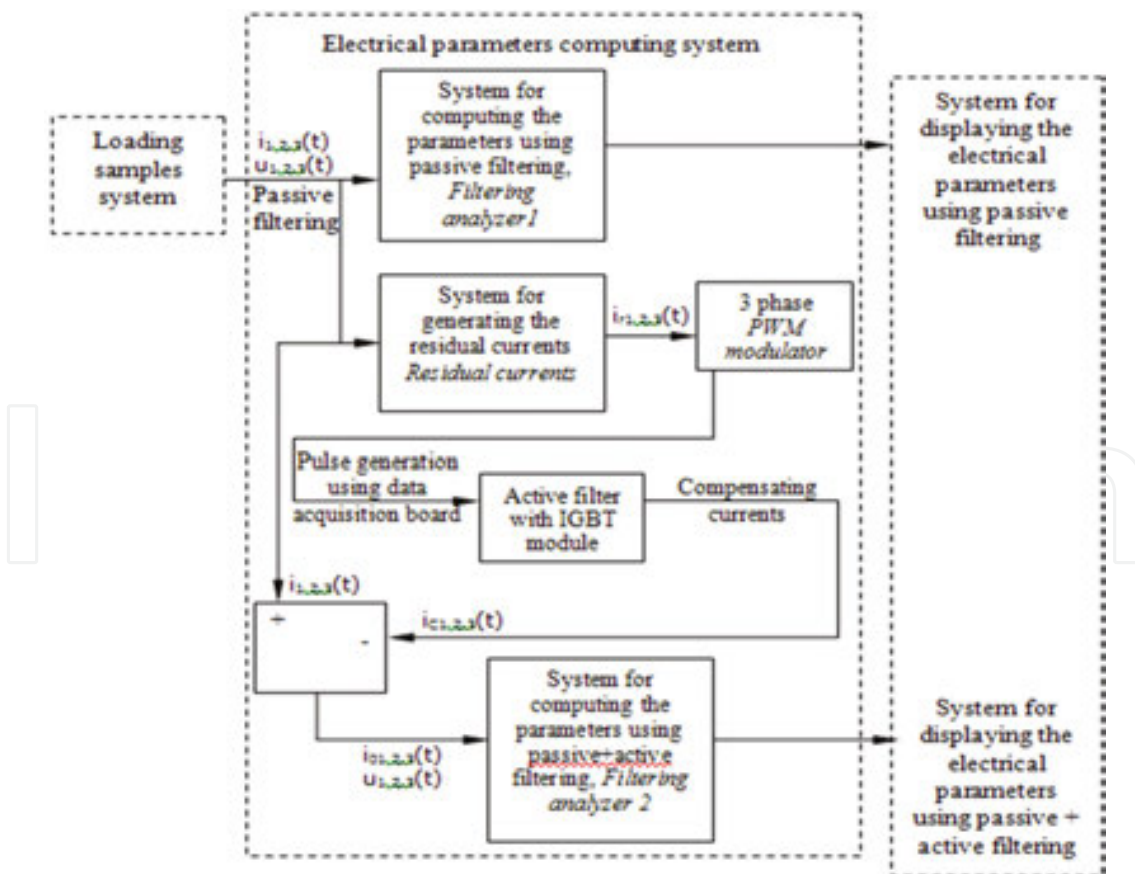 Electrical parameters computing system
Loading
samples
system
i₁,₂,₃(t)
u₁,₂,₃(t)
Passive
filtering
System for
computing the
parameters using
passive filtering,
Filtering
analyzer1
System for
displaying the
electrical
parameters
using passive
filtering
System for
generating the
residual currents
Residual currents
iᵣ₁,₂,₃(t)
3 phase
PWM
modulator
Pulse generation
using data
acquisition board
Active filter
with IGBT
module
Compensating
currents
i₁,₂,₃(t)
+
-
i_C1,2,3(t)
System for
computing the
parameters using
passive+active
filtering, Filtering
analyzer 2
u₁,₂,₃(t)
System for
displaying the
electrical
parameters
using passive +
active filtering